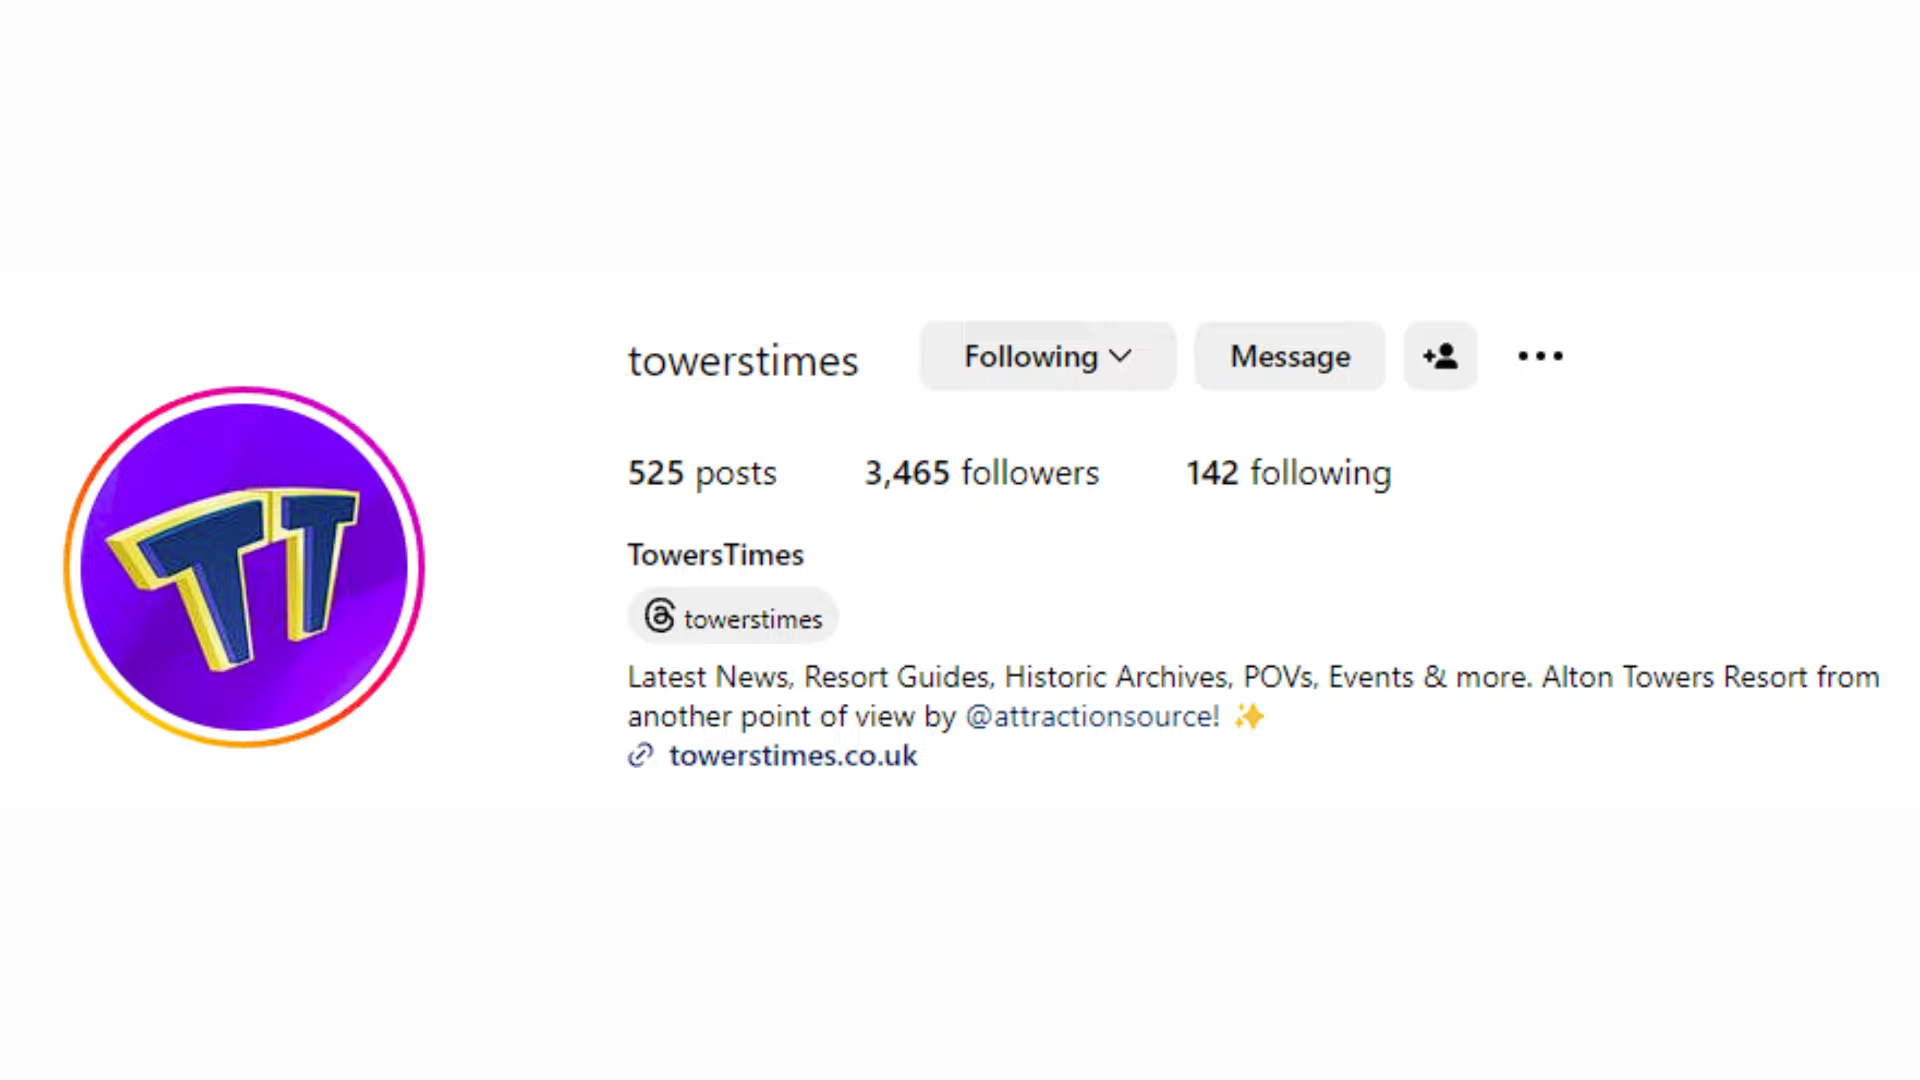 towerstimes Following Message
525 posts 3,465 followers 142 following
TT
TowersTimes
towerstimes
Latest News, Resort Guides, Historic Archives, POVs, Events & more. Alton Towers Resort from
another point of view by @attractionsource! ✨
towerstimes.co.uk